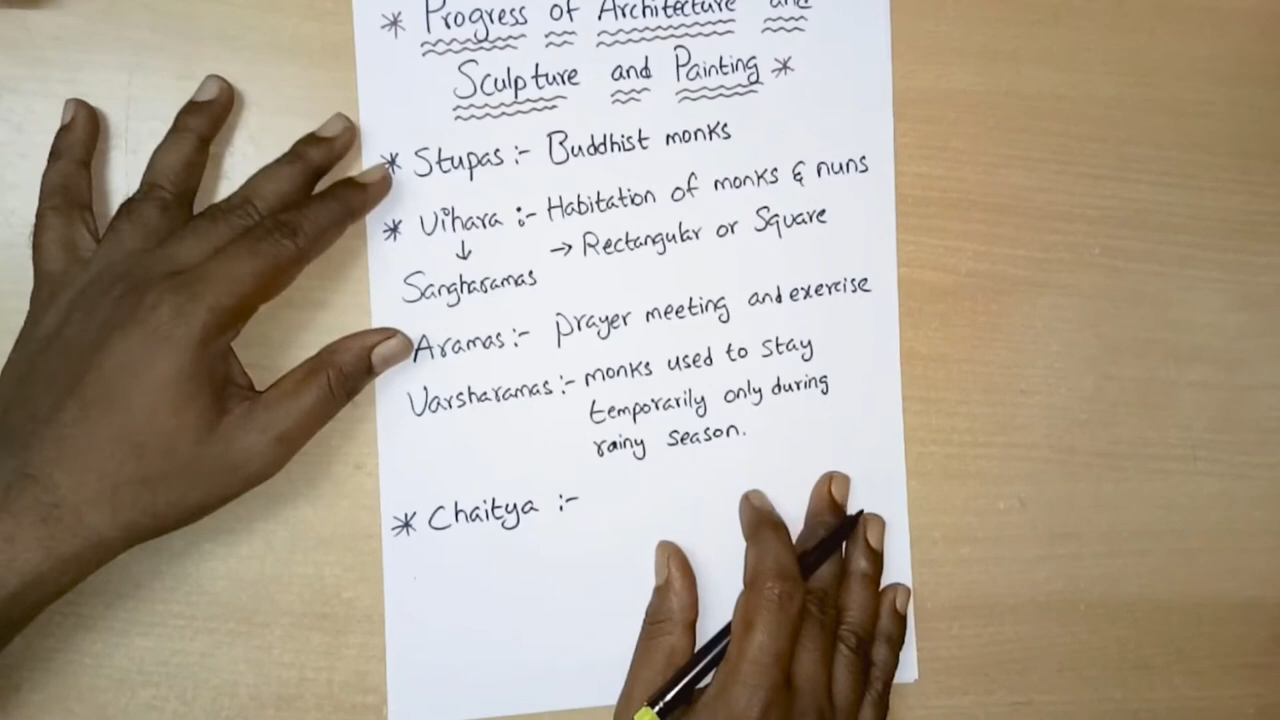 * Progress of Architecture and
Sculpture and Painting *
* Stupas :- Buddhist monks
* Vihara :- Habitation of monks & nuns
↓ → Rectangular or Square
Sangharamas
Aramas :- Prayer meeting and exercise
Varsharamas :- monks used to stay
temporarily only during
rainy season.
* Chaitya :-